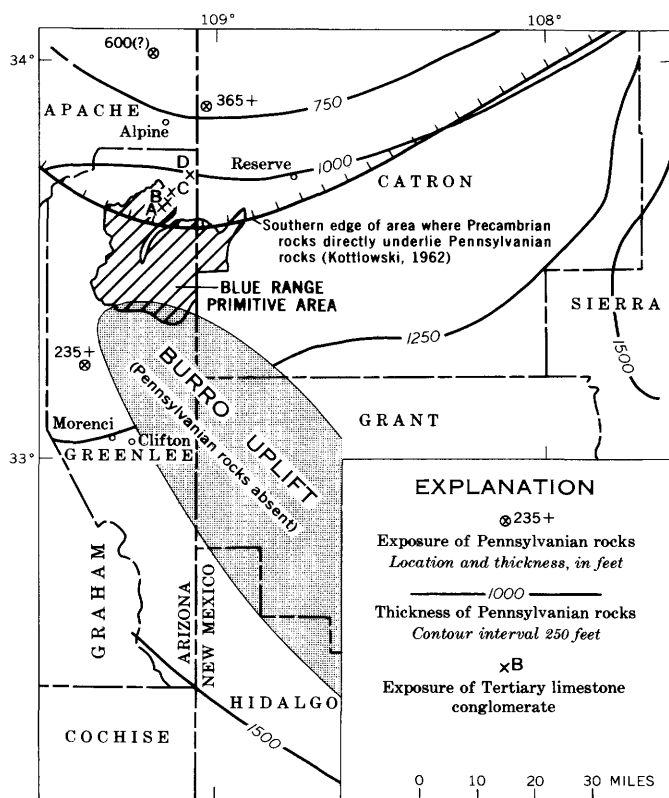 109°
108°
34°
600(?)
365+
750
APACHE
Alpine
D
Reserve
1000
C
B
A
CATRON
Southern edge of area where Precambrian
rocks directly underlie Pennsylvanian
rocks (Kottlowski, 1962)
BLUE RANGE
PRIMITIVE AREA
SIERRA
1250
1500
235+
BURRO UPLIFT
(Pennsylvanian rocks absent)
GRANT
Morenci
Clifton
GREENLEE
33°
GRAHAM
ARIZONA
NEW MEXICO
HIDALGO
1500
COCHISE
EXPLANATION
235+
Exposure of Pennsylvanian rocks
Location and thickness, in feet
1000
Thickness of Pennsylvanian rocks
Contour interval 250 feet
×B
Exposure of Tertiary limestone
conglomerate
0 10 20 30 MILES